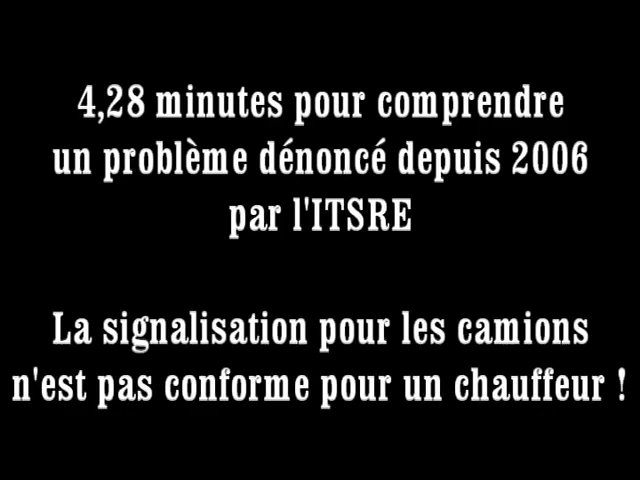 4,28 minutes pour comprendre
un problème dénoncé depuis 2006
par l'ITSRE
La signalisation pour les camions
n'est pas conforme pour un chauffeur !